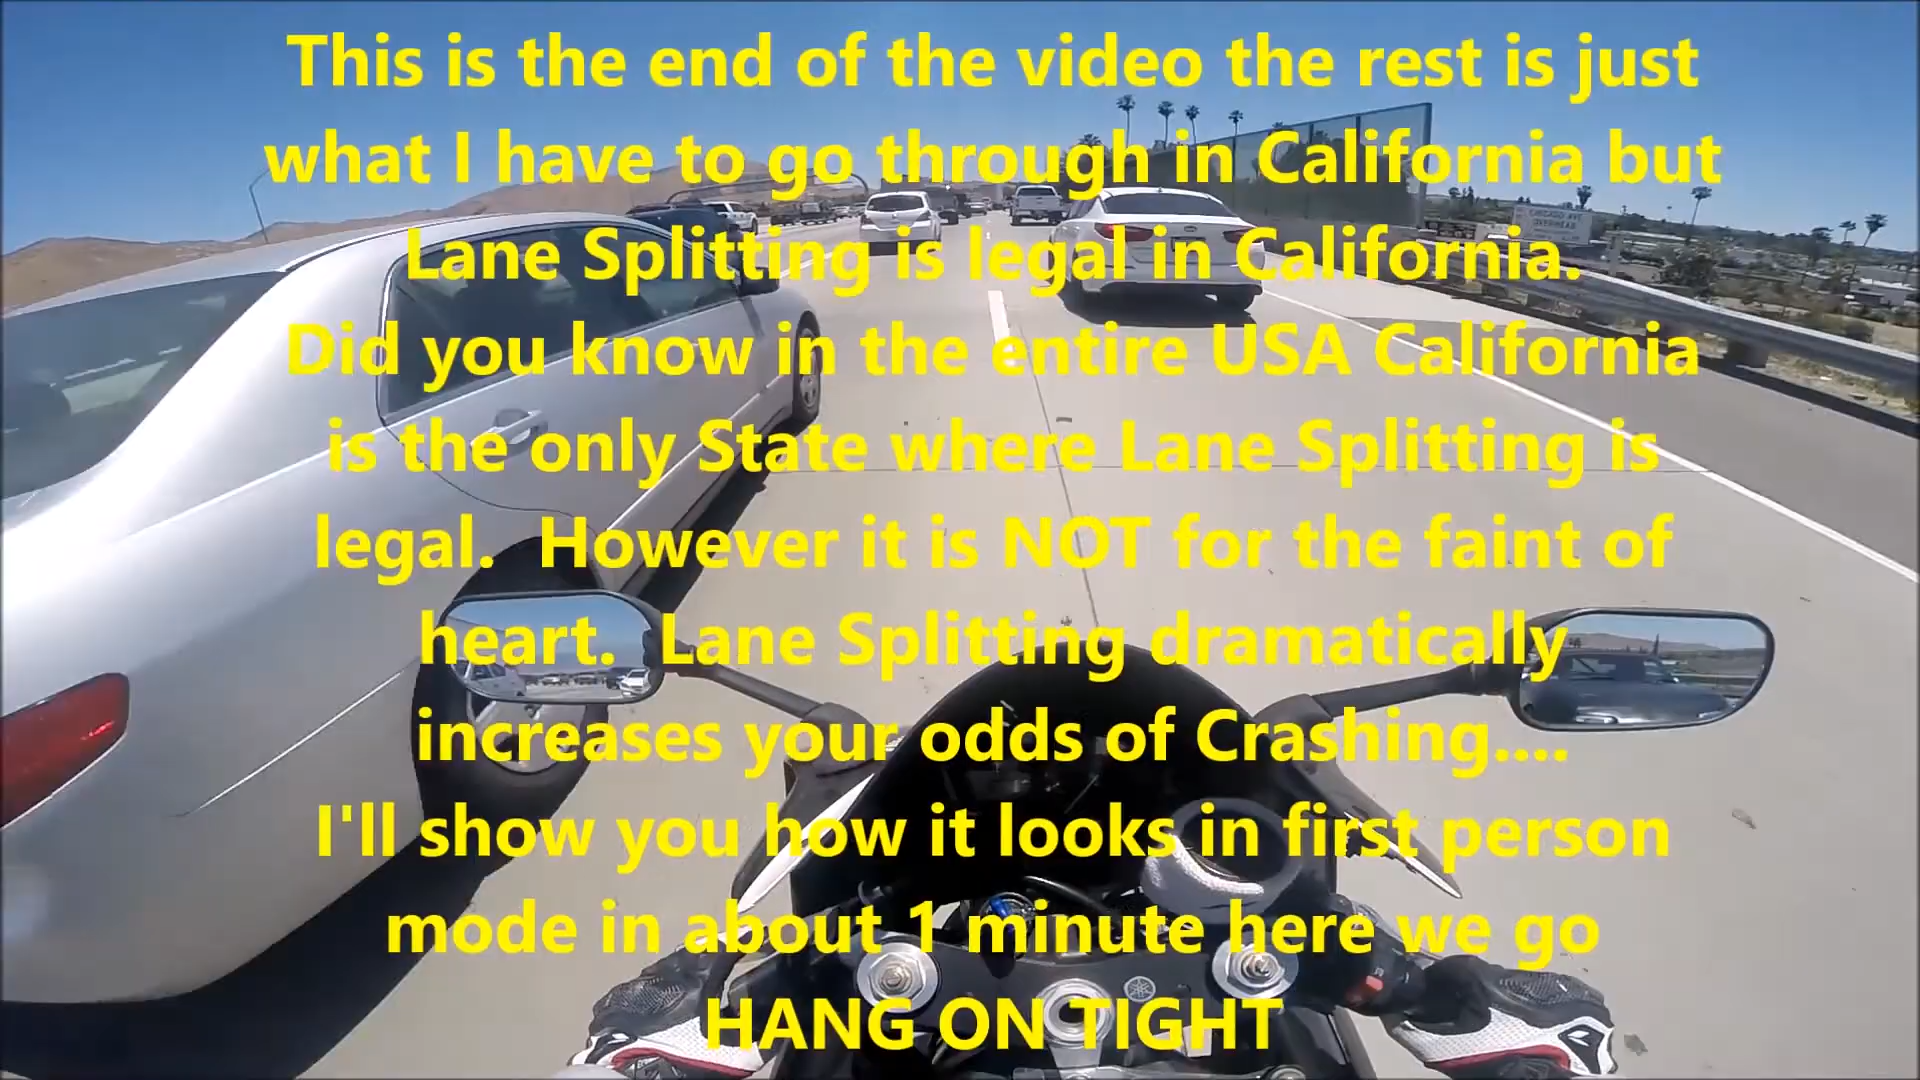 This is the end of the video the rest is just
what I have to go through in California but
Lane Splitting is legal in California.
Did you know in the entire USA California
is the only State where Lane Splitting is
legal.  However it is NOT for the faint of
heart.  Lane Splitting dramatically
increases your odds of Crashing....
I'll show you how it looks in first person
mode in about 1 minute here we go
HANG ON TIGHT
CHICAGO AVE
OVERHEAD